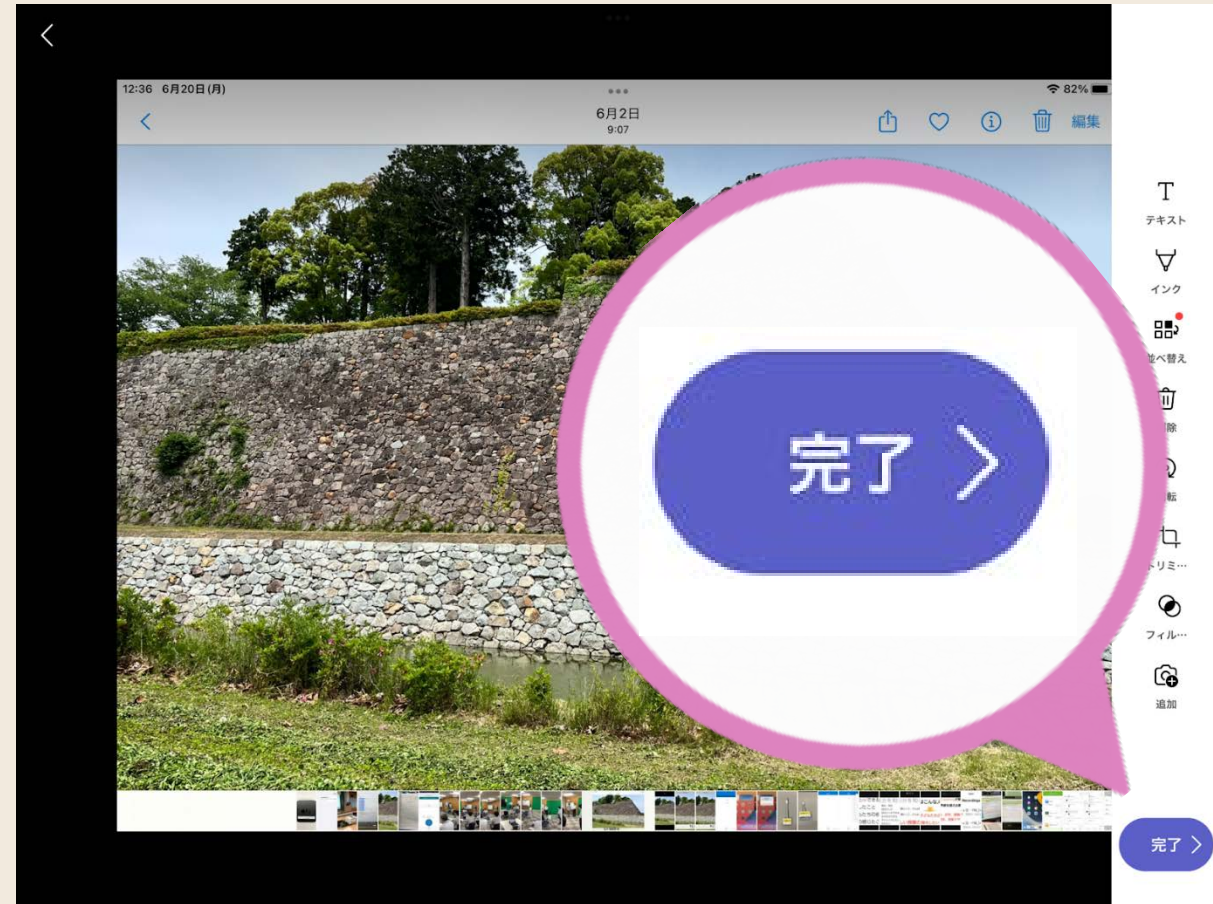 12:36 6月20日(月)
82%
6月2日
9:07
編集
T
テキスト
インク
並べ替え
トリミ…
フィル…
追加
完了
完了